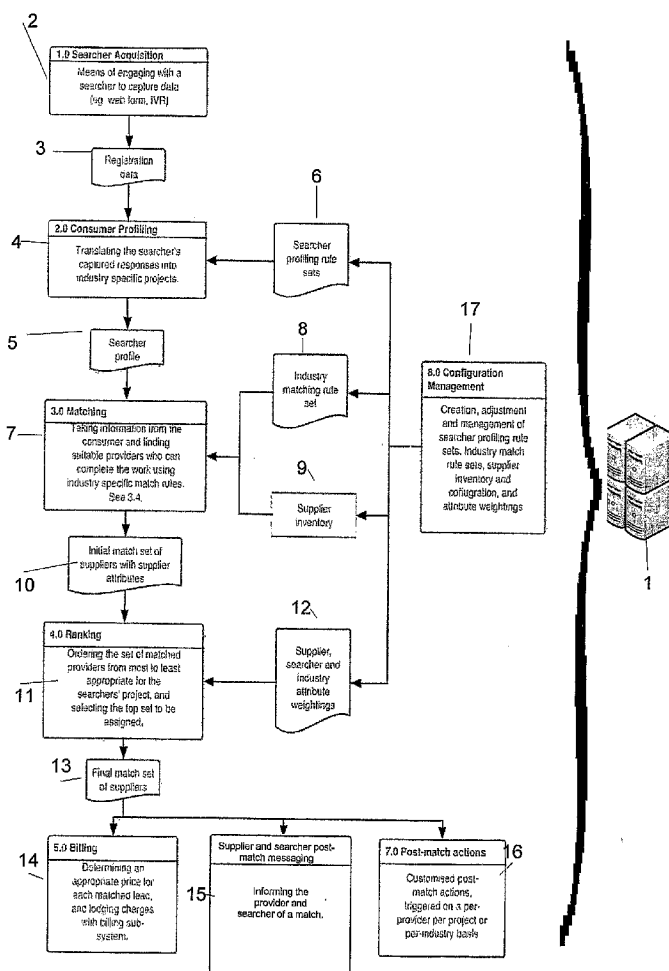 2
1.0 Searcher Acquisition
Means of engaging with a
searcher to capture data
(eg. web form, IVR)
3
Registration
data
6
2.0 Consumer Profiling
4
Translating the searcher's
captured responses into
industry specific projects.
Searcher
profiling rule
sets
5
Searcher
profile
8
17
Industry
matching rule
set
8.0 Configuration
Management
Creation, adjustment
and management of
searcher profiling rule
sets. Industry match
rule sets, supplier
inventory and
cofiugration, and
attribute weightings
3.0 Matching
7
Taking information from the
consumer and finding
suitable providers who can
complete the work using
industry specific match rules.
See 3.4.
9
Supplier
inventory
1
10
Initial match set of
suppliers with supplier
attributes
12
4.0 Ranking
11
Ordering the set of matched
providers from most to least
appropriate for the
searchers' project, and
selecting the top set to be
assigned.
Supplier,
searcher and
industry
attribute
weightings
13
Final match set
of suppliers
5.0 Billing
14
Determining an
appropriate price for
each matched lead,
and lodging charges
with billing sub-
system.
Supplier and searcher post-
match messaging
15
Informing the
provider and
searcher of a match.
7.0 Post-match actions
16
Customised post-
match actions,
triggered on a per-
provider per project or
per-industry basis